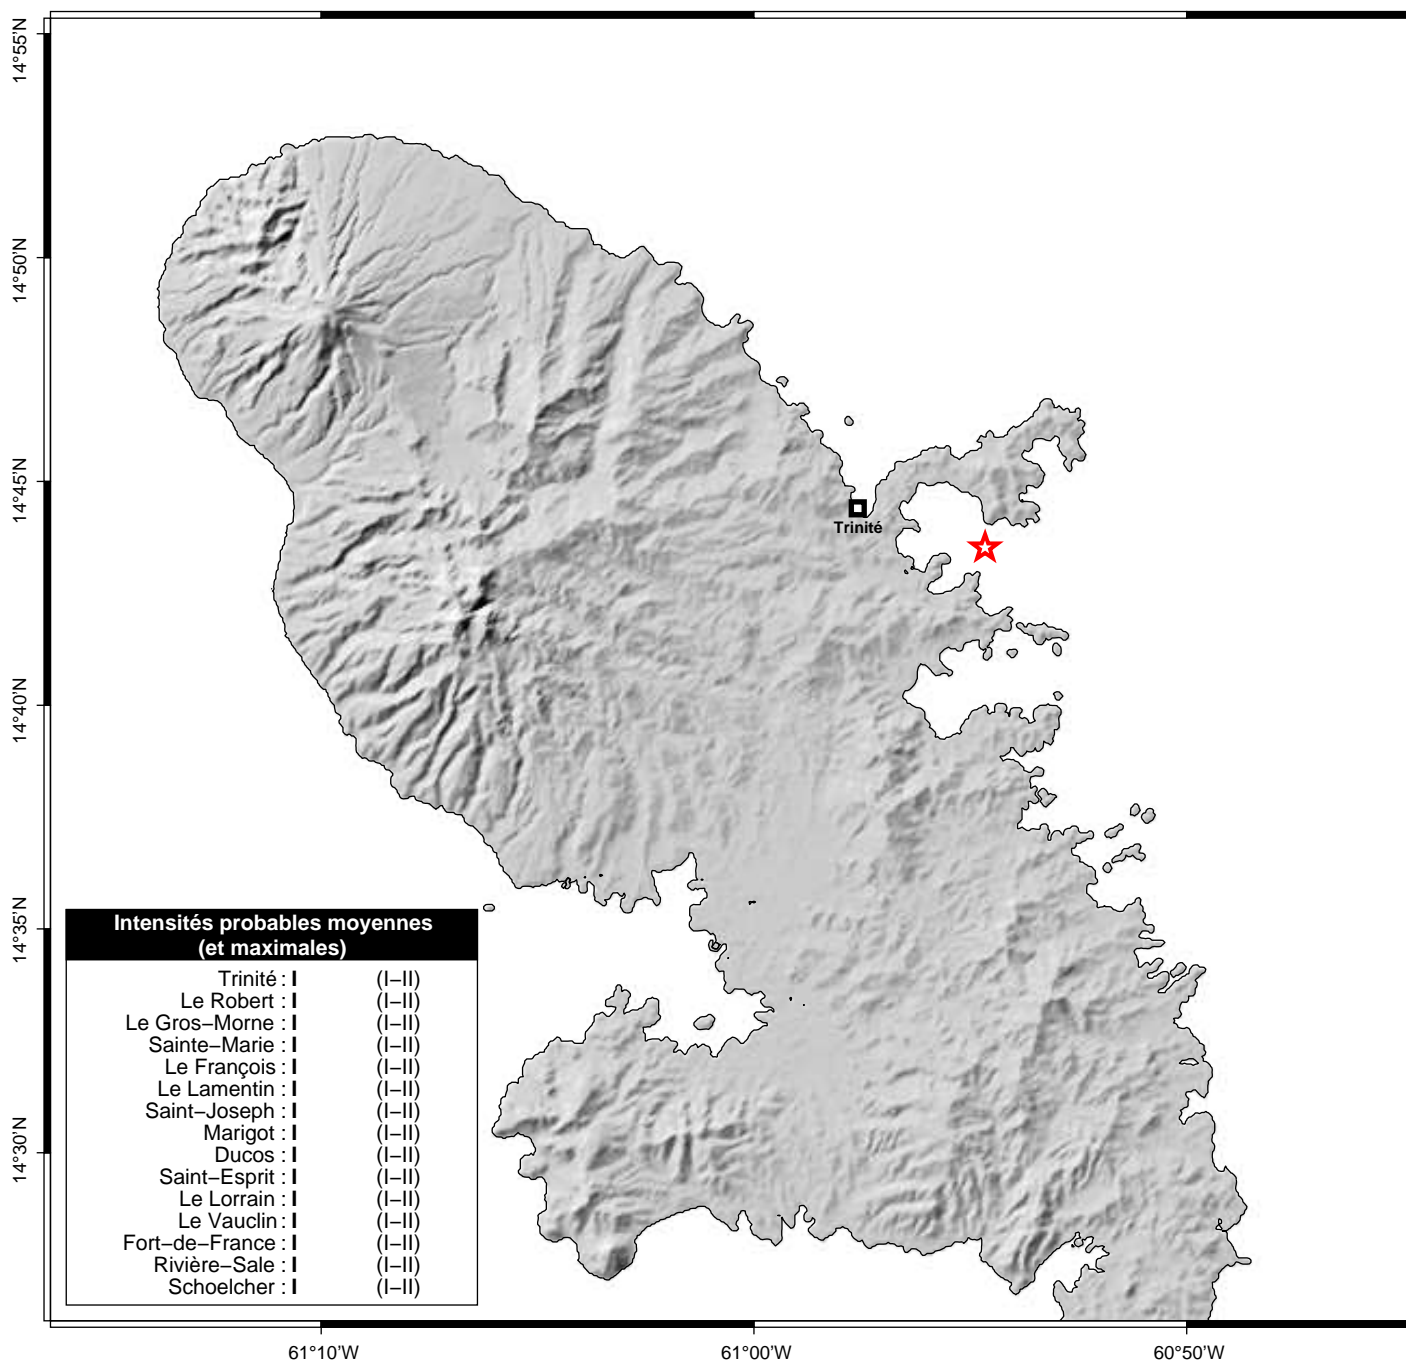 14°55'N
14°50'N
14°45'N
14°40'N
14°35'N
14°30'N
Trinité
Intensités probables moyennes
(et maximales)
Trinité : I (I−II)
Le Robert : I (I−II)
Le Gros−Morne : I (I−II)
Sainte−Marie : I (I−II)
Le François : I (I−II)
Le Lamentin : I (I−II)
Saint−Joseph : I (I−II)
Marigot : I (I−II)
Ducos : I (I−II)
Saint−Esprit : I (I−II)
Le Lorrain : I (I−II)
Le Vauclin : I (I−II)
Fort−de−France : I (I−II)
Rivière−Sale : I (I−II)
Schoelcher : I (I−II)
61°10'W 61°00'W 60°50'W